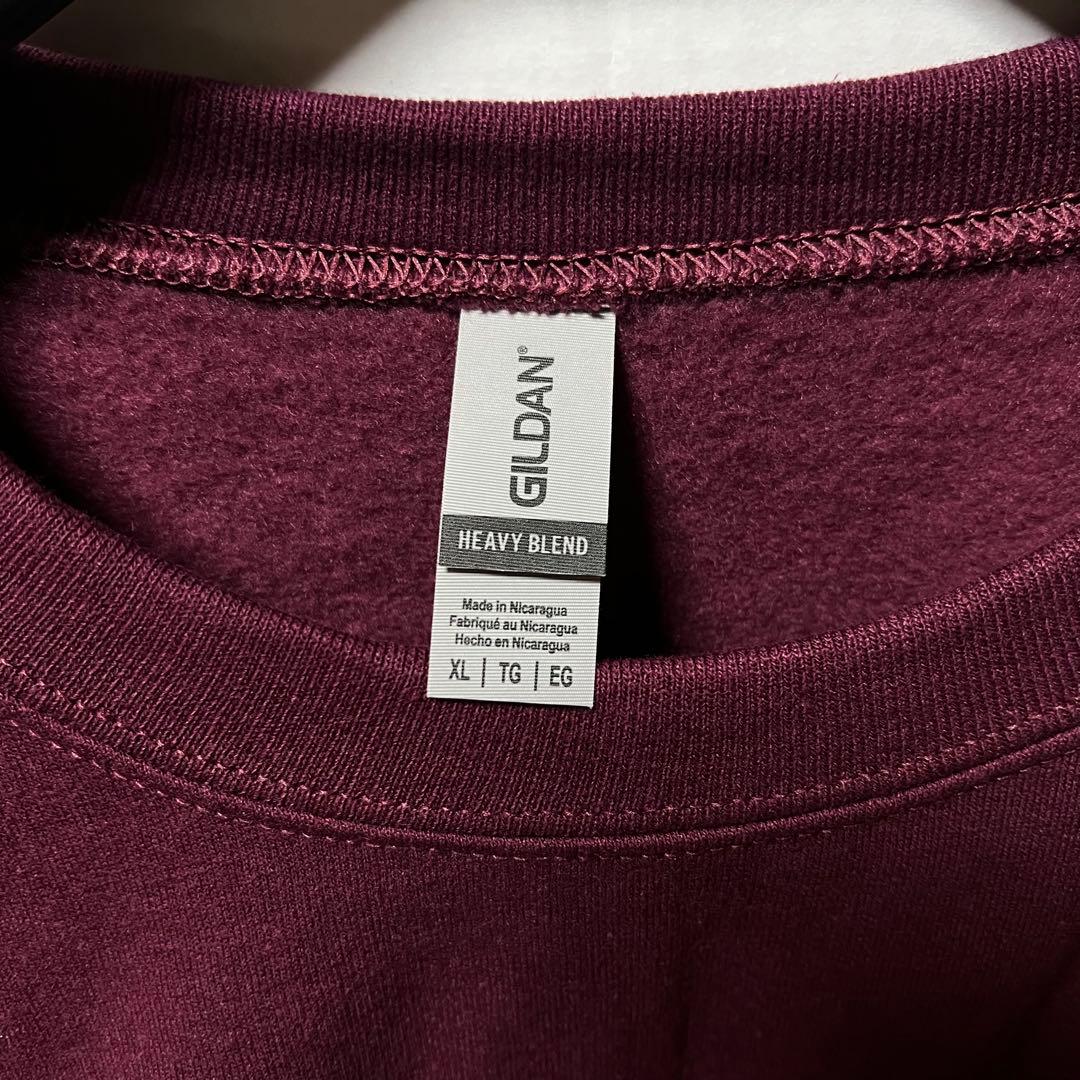 GILDAN®
HEAVY BLEND
Made in Nicaragua
Fabriqué au Nicaragua
Hecho en Nicaragua
XL | TG | EG